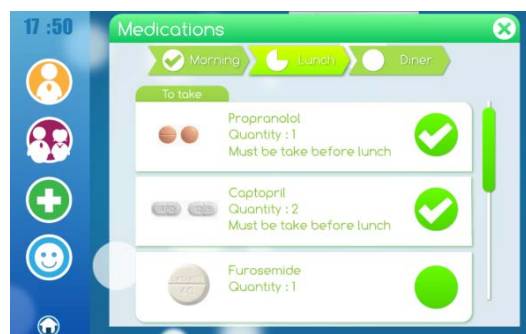 17 :50
Medications
Morning
Lunch
Diner
To take
Propranolol
Quantity : 1
Must be take before lunch
Captopril
Quantity : 2
Must be take before lunch
Furosemide
Quantity : 1